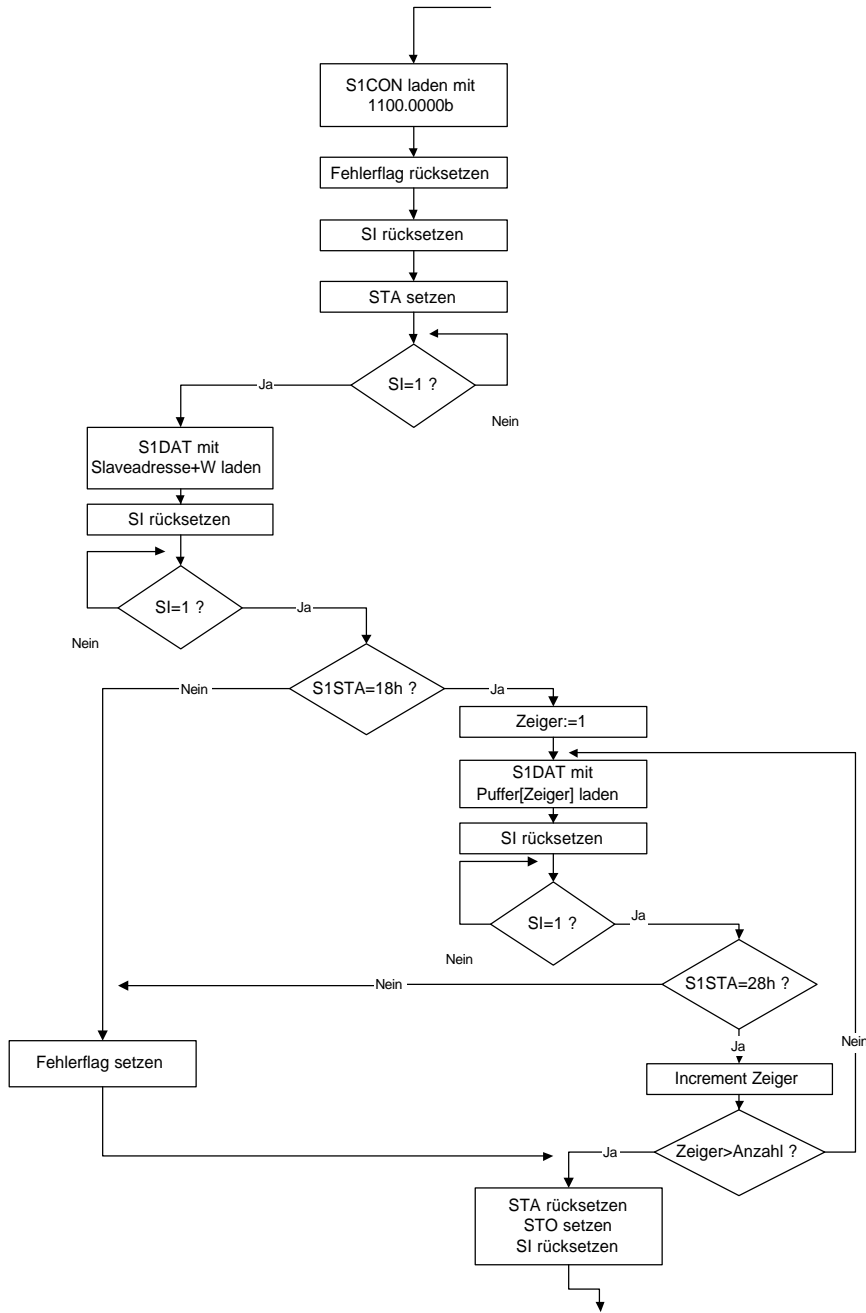 S1CON laden mit
1100.0000b
Fehlerflag rücksetzen
SI rücksetzen
STA setzen
SI=1 ?
Ja
Nein
S1DAT mit
Slaveadresse+W laden
SI rücksetzen
SI=1 ?
Ja
Nein
S1STA=18h ?
Nein
Ja
Zeiger:=1
S1DAT mit
Puffer[Zeiger] laden
SI rücksetzen
SI=1 ?
Ja
Nein
S1STA=28h ?
Nein
Ja
Nein
Fehlerflag setzen
Increment Zeiger
Zeiger>Anzahl ?
Ja
STA rücksetzen
STO setzen
SI rücksetzen